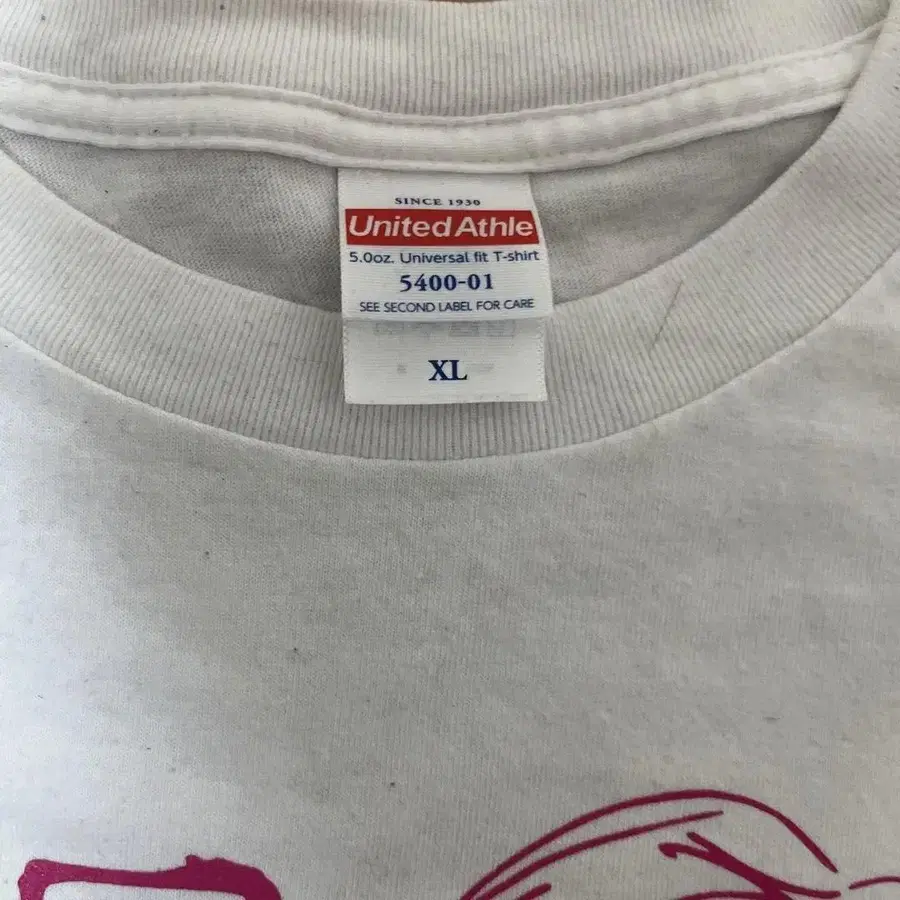 SINCE 1930
United Athle
5.0oz. Universal fit T-shirt
5400-01
SEE SECOND LABEL FOR CARE
XL